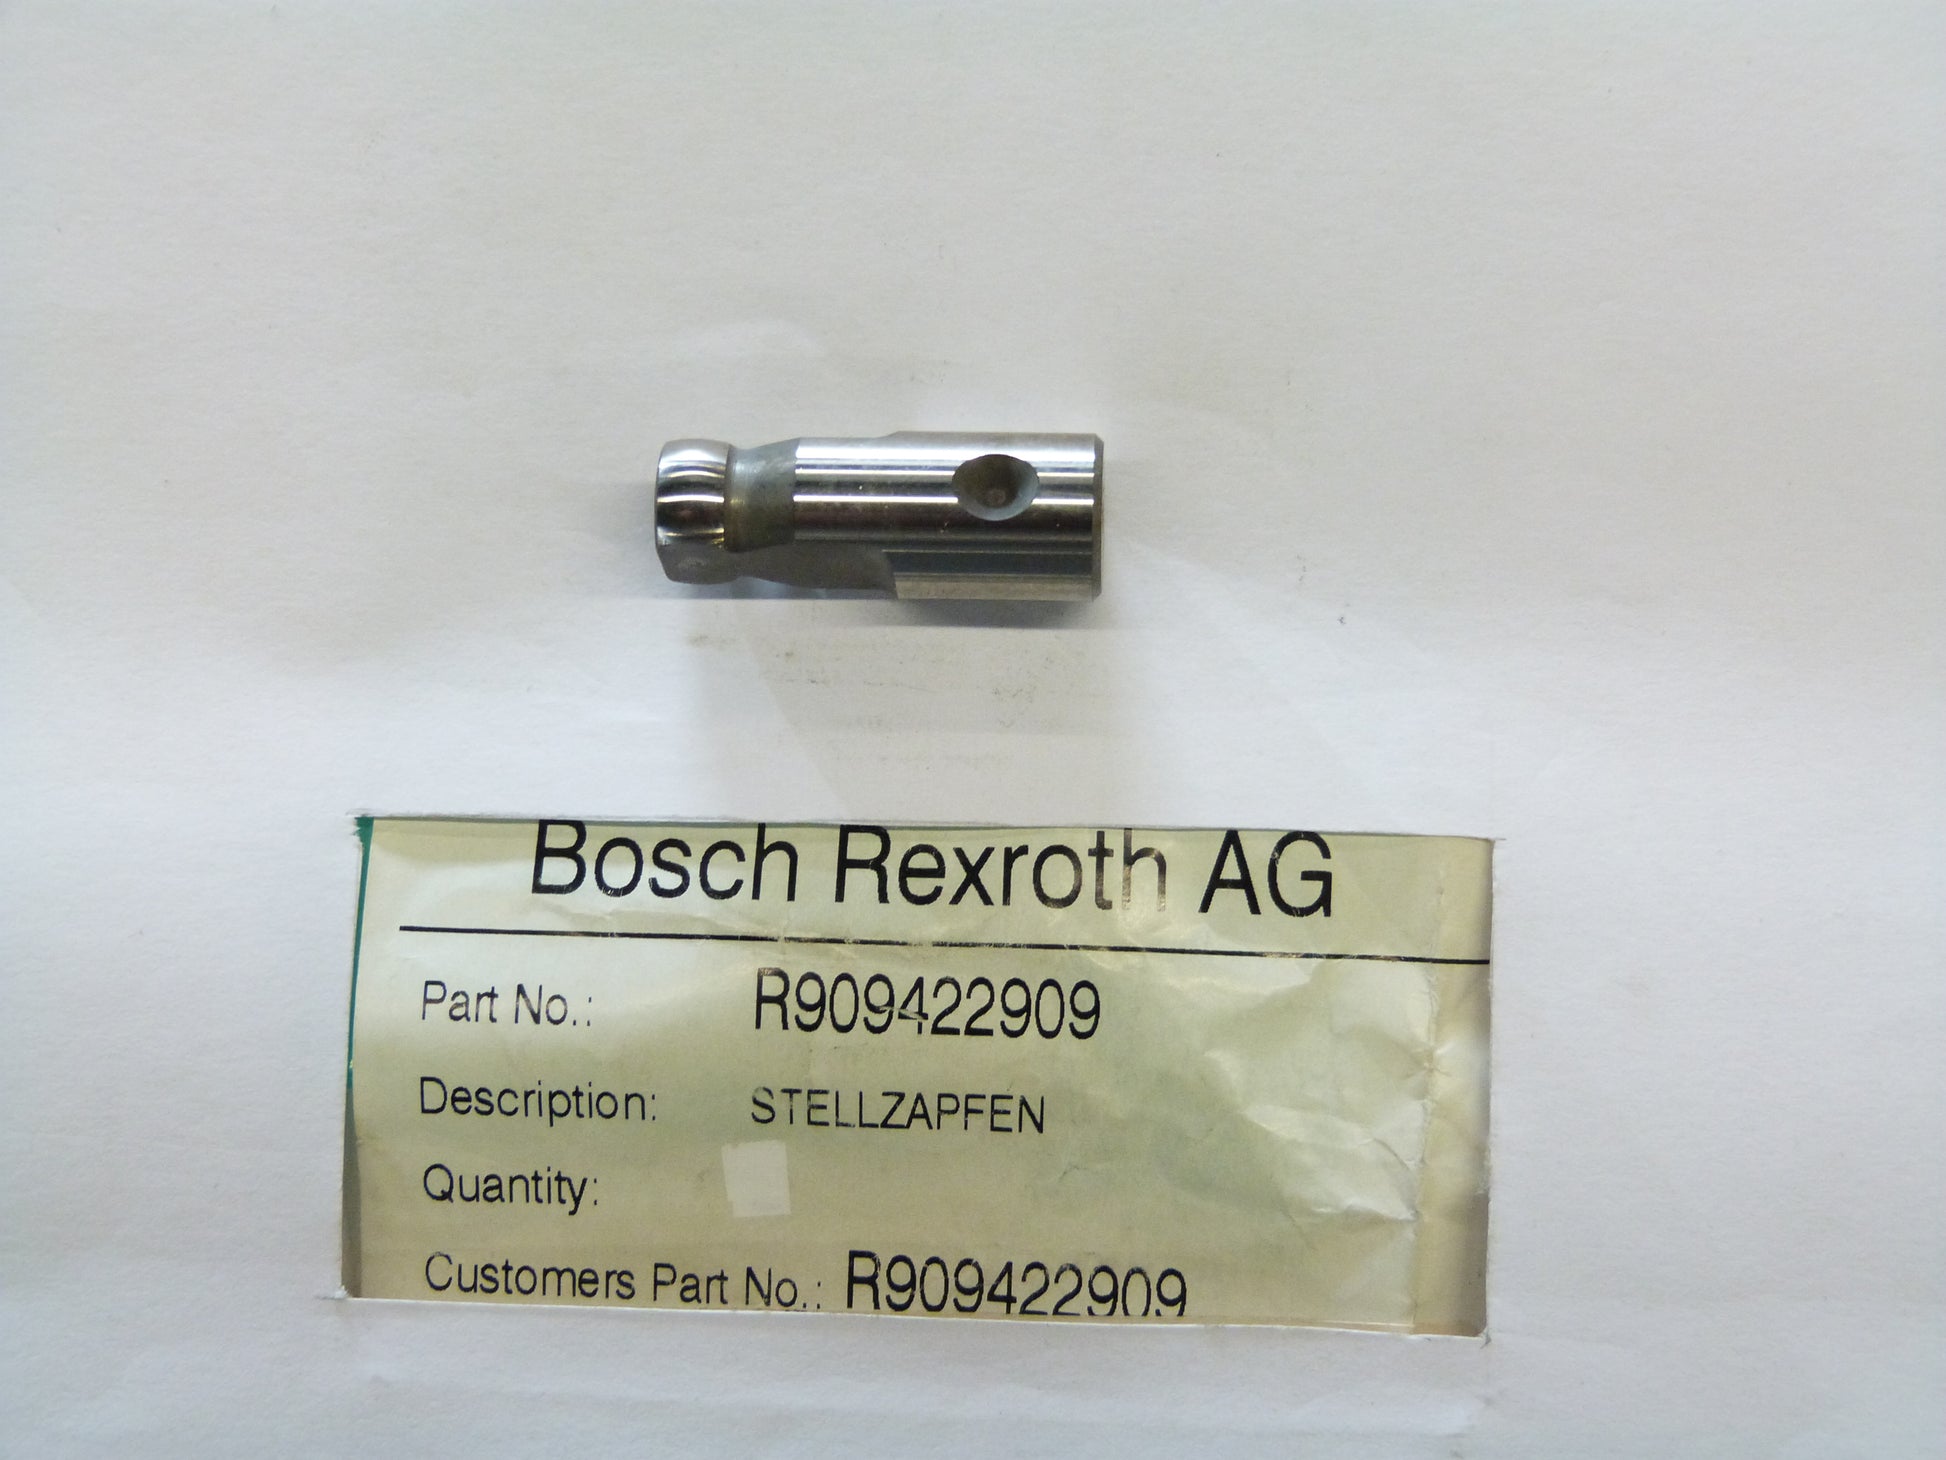 Bosch Rexroth AG
Part No.: R909422909
Description: STELLZAPFEN
Quantity:
Customers Part No.: R909422909